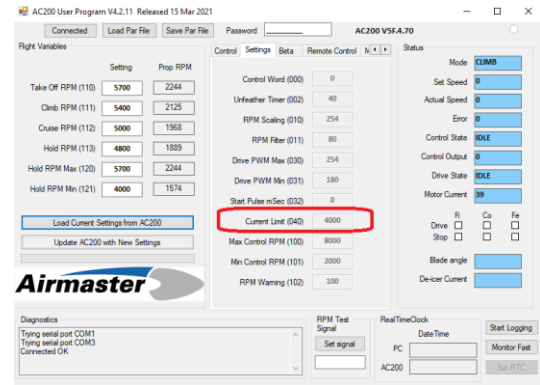 AC200 User Program V4.2.11 Released 15 Mar 2021
Connected Load Par File Save Par File Password AC200 V5F.4.70
Flight Variables
Setting Prop RPM
Take Off RPM (110) 5700 2244
Climb RPM (111) 5400 2125
Cruise RPM (112) 5000 1968
Hold RPM (113) 4800 1889
Hold RPM Max (120) 5700 2244
Hold RPM Min (121) 4000 1574
Load Current Settings from AC200
Update AC200 with New Settings
Airmaster
Control Settings Beta Remote Control
Control Word (000) 0
Unfeather Timer (002) 40
RPM Scaling (010) 254
RPM Filter (011) 80
Drive PWM Max (030) 254
Drive PWM Min (031) 180
Start Pulse mSec (032) 0
Current Limit (040) 4000
Max Control RPM (100) 8000
Min Control RPM (101) 2000
RPM Warning (102) 100
Status
Mode CLIMB
Set Speed 0
Actual Speed 0
Error 0
Control State IDLE
Control Output 0
Drive State IDLE
Motor Current 39
Fi Co Fe
Drive
Stop
Blade angle
De-icer Current
Diagnostics
Trying serial port COM1
Trying serial port COM3
Connected OK
RPM Test
Signal
Set signal
RealTimeClock
DateTime
PC
AC200
Start Logging
Monitor Fast
Set RTC